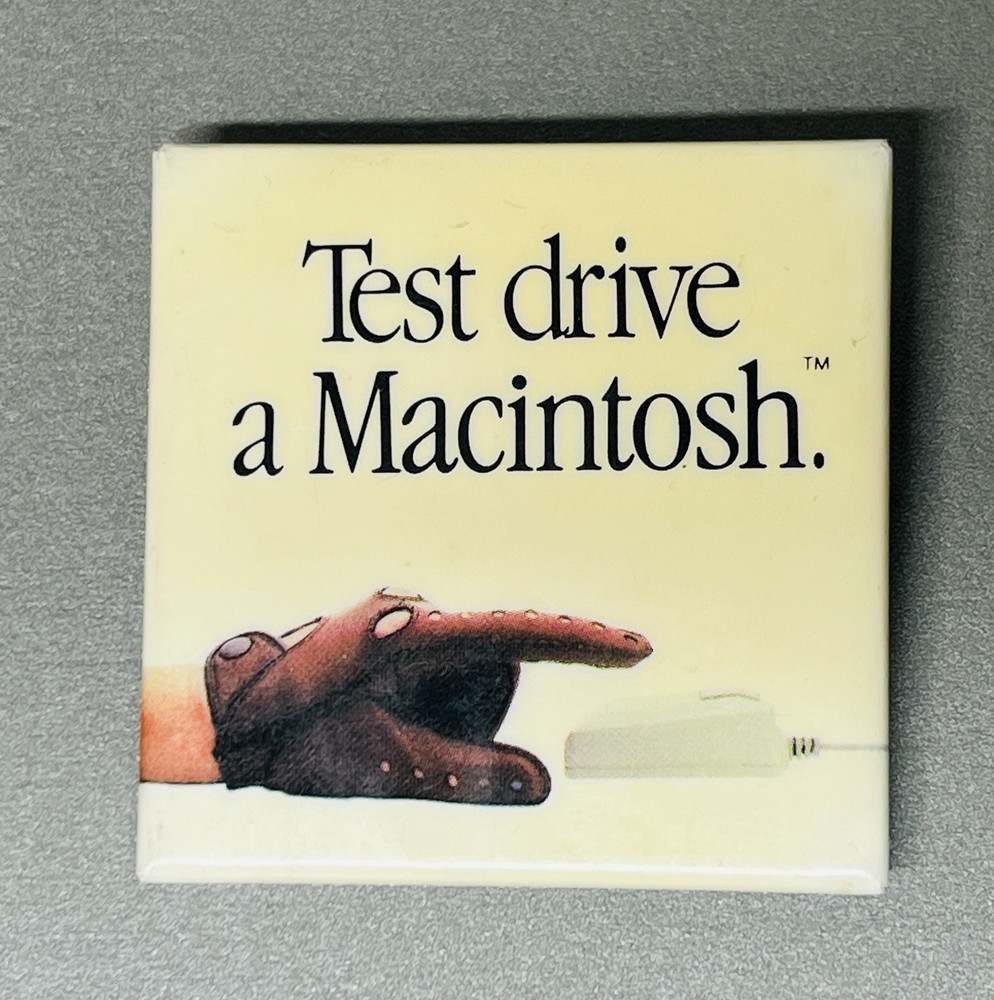 Test drive
a Macintosh.™